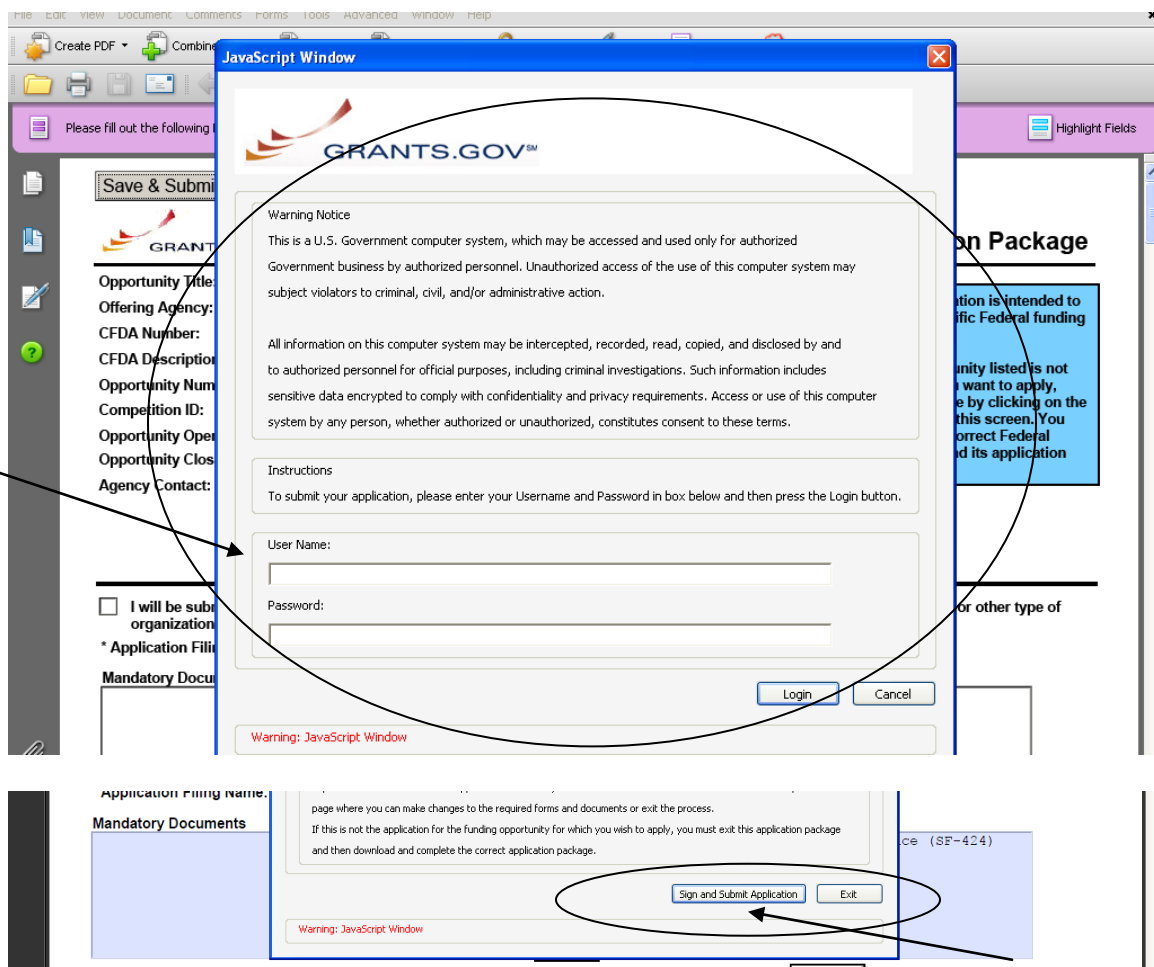 File Edit View Document Comments Forms Tools Advanced Window Help
Create PDF Combine
JavaScript Window
Please fill out the following
Highlight Fields
GRANTS.GOV℠
Save & Submi
GRANT
on Package
Warning Notice
This is a U.S. Government computer system, which may be accessed and used only for authorized
Government business by authorized personnel. Unauthorized access of the use of this computer system may
subject violators to criminal, civil, and/or administrative action.
All information on this computer system may be intercepted, recorded, read, copied, and disclosed by and
to authorized personnel for official purposes, including criminal investigations. Such information includes
sensitive data encrypted to comply with confidentiality and privacy requirements. Access or use of this computer
system by any person, whether authorized or unauthorized, constitutes consent to these terms.
Opportunity Title:
Offering Agency:
CFDA Number:
CFDA Description
Opportunity Num
Competition ID:
Opportunity Oper
Opportunity Clos
Agency Contact:
ation is intended to
ific Federal funding
unity listed is not
want to apply,
e by clicking on the
this screen. You
orrect Federal
nd its application
Instructions
To submit your application, please enter your Username and Password in box below and then press the Login button.
User Name:
Password:
I will be subm
organization
or other type of
* Application Filin
Mandatory Docu
Login Cancel
Warning: JavaScript Window
Application Filing Name:
Mandatory Documents
page where you can make changes to the required forms and documents or exit the process.
If this is not the application for the funding opportunity for which you wish to apply, you must exit this application package
and then download and complete the correct application package.
ce (SF-424)
Sign and Submit Application Exit
Warning: JavaScript Window